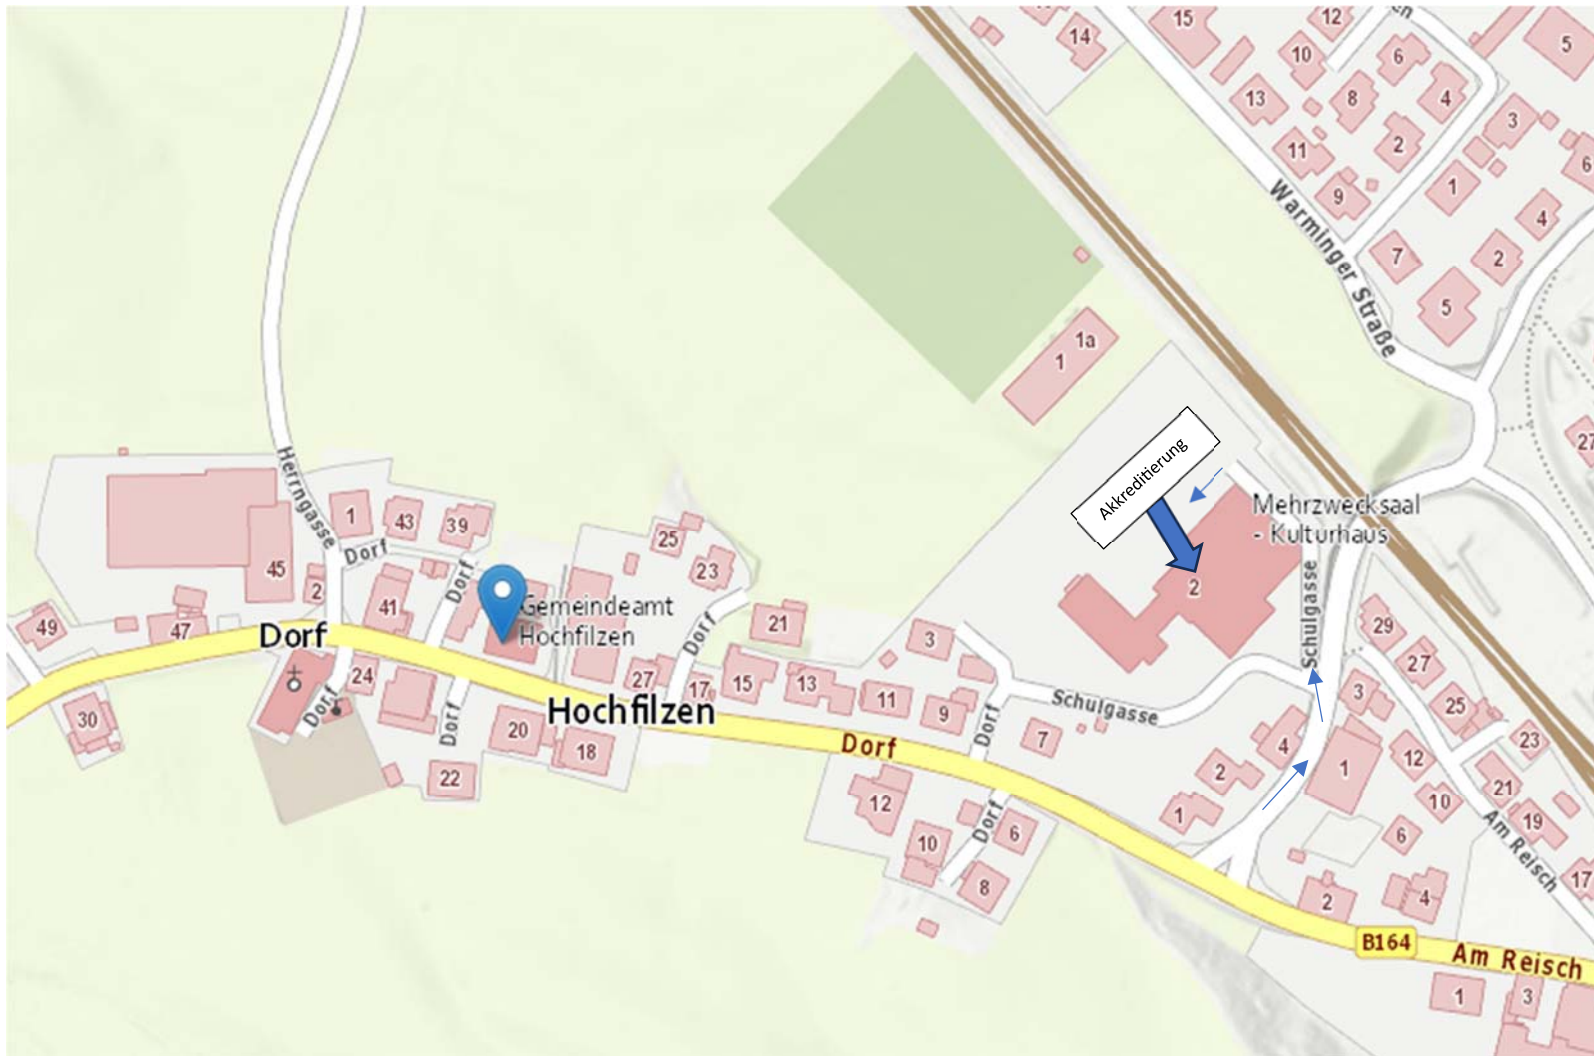 en
15
12
14
10
6
5
13
8
4
3
11
2
6
9
1
4
Warminger Straße
7
2
5
1a
1
27
Akkreditierung
Mehrzwecksaal
- Kulturhaus
2
Schulgasse
Herrngasse
1
43
39
Dorf
25
45
2
Dorf
23
41
Gemeindeamt
Hochfilzen
49
47
Dorf
Dorf
21
3
29
27
24
27
17
15
13
11
9
Schulgasse
3
25
30
Dorf
Hochfilzen
Dorf
20
18
Dorf
Dorf
7
4
23
22
2
1
12
21
12
10
1
Dorf
6
10
6
19
Am Reisch
17
8
2
4
B164
Am Reisch
1
3